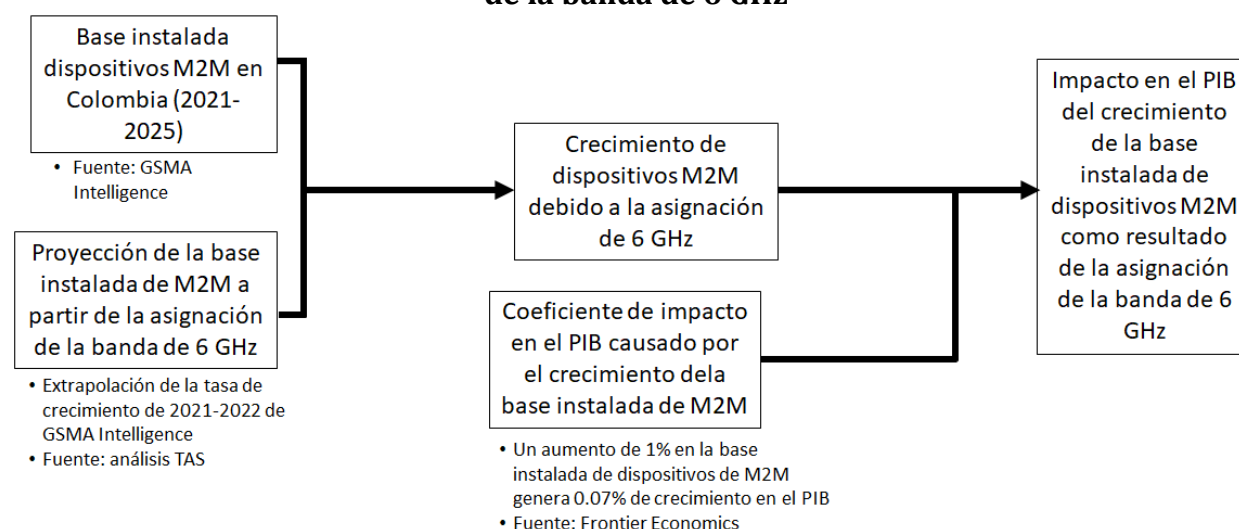 de la banda de 6 GHz
Base instalada
dispositivos M2M en
Colombia (2021-
2025)
• Fuente: GSMA
Intelligence
Proyección de la base
instalada de M2M a
partir de la asignación
de la banda de 6 GHz
• Extrapolación de la tasa de
crecimiento de 2021-2022 de
GSMA Intelligence
• Fuente: análisis TAS
Crecimiento de
dispositivos M2M
debido a la asignación
de 6 GHz
Coeficiente de impacto
en el PIB causado por
el crecimiento dela
base instalada de M2M
• Un aumento de 1% en la base
instalada de dispositivos de M2M
genera 0.07% de crecimiento en el PIB
• Fuente: Frontier Economics
Impacto en el PIB
del crecimiento
de la base
instalada de
dispositivos M2M
como resultado
de la asignación
de la banda de 6
GHz